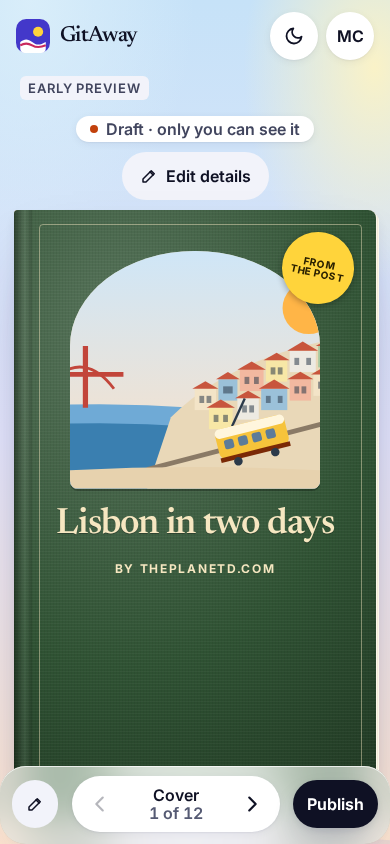 GitAway
MC
EARLY PREVIEW
Draft · only you can see it
Edit details
FROM
THE POST
Lisbon in two days
BY THEPLANETD.COM
Cover
1 of 12
Publish